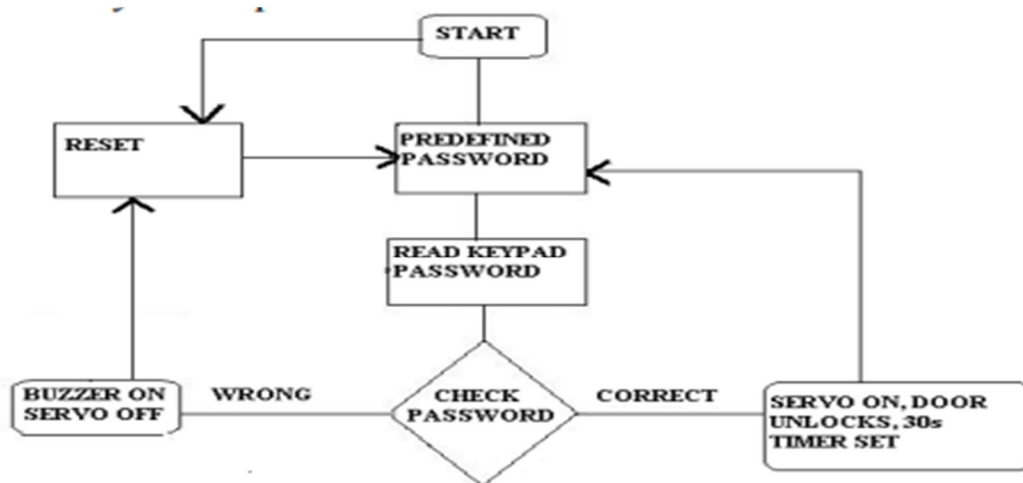 START
RESET
PREDEFINED
PASSWORD
READ KEYPAD
PASSWORD
BUZZER ON
SERVO OFF
WRONG
CHECK
PASSWORD
CORRECT
SERVO ON, DOOR
UNLOCKS, 30s
TIMER SET